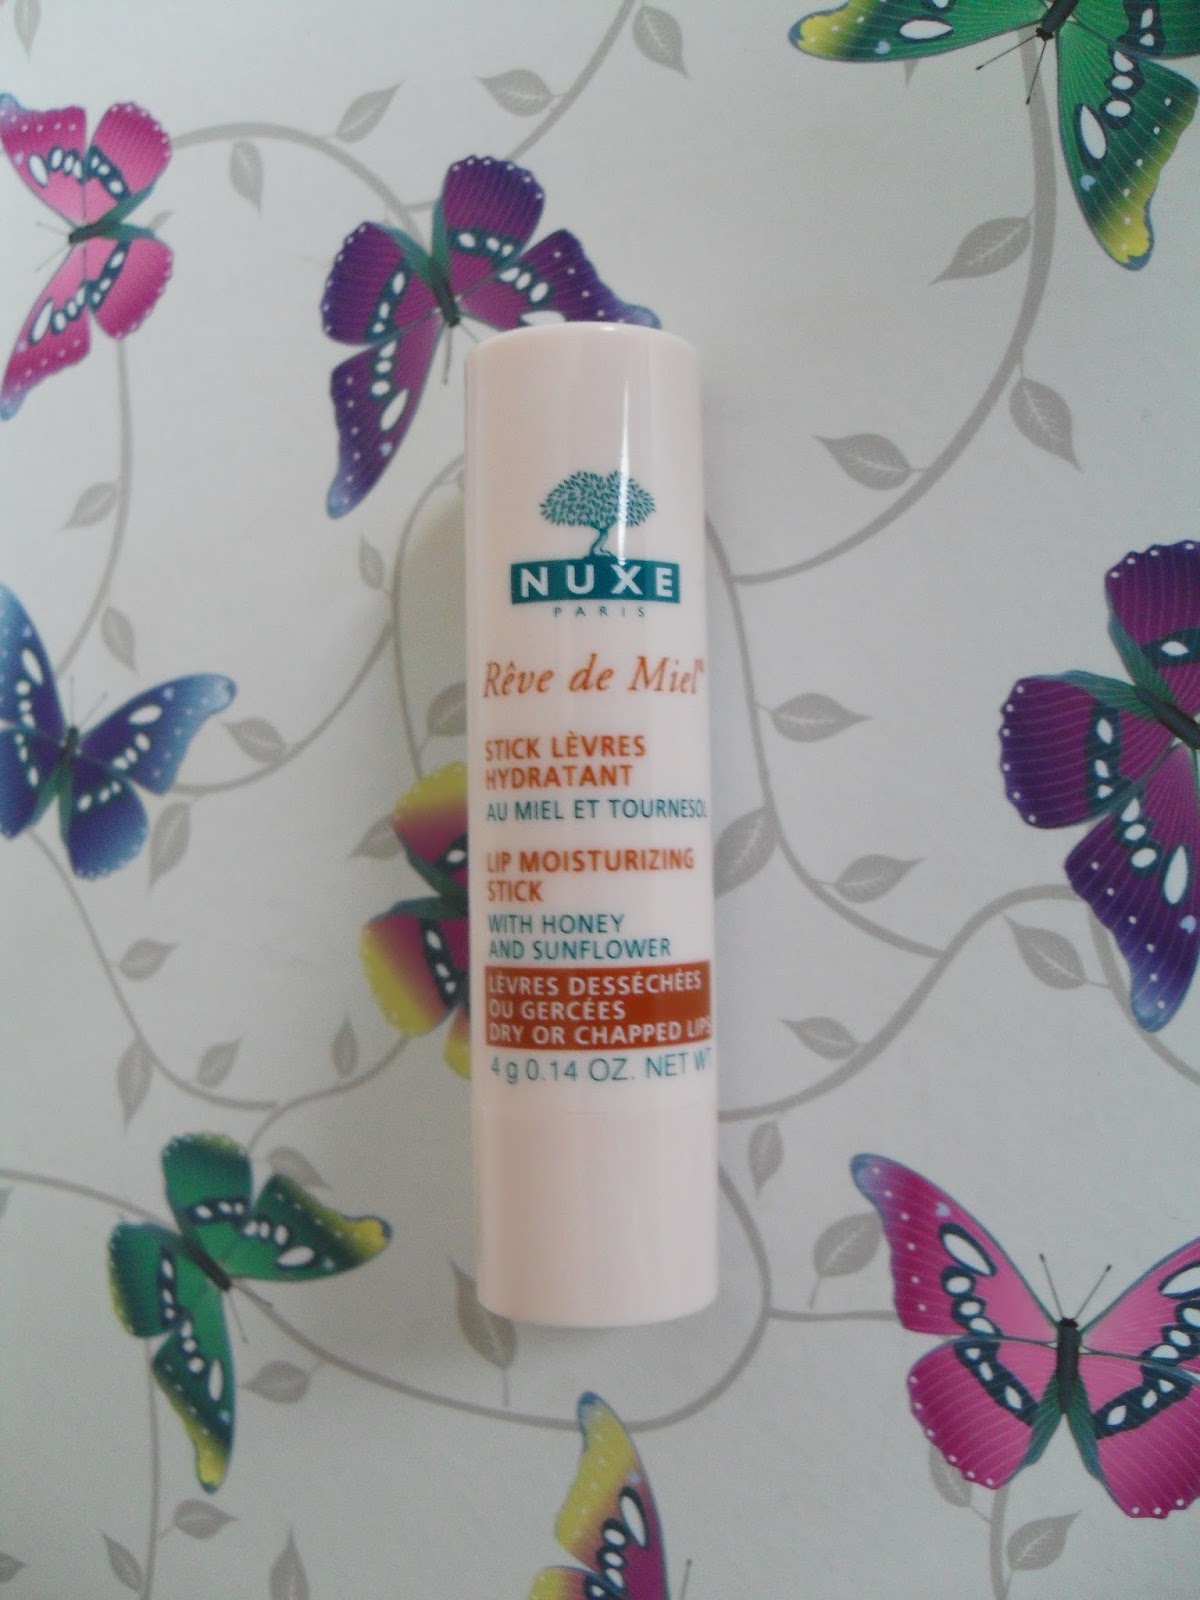 NUXE
PARIS
Rêve de Miel
STICK LÈVRES
HYDRATANT
AU MIEL ET TOURNESOL
LIP MOISTURIZING
STICK
WITH HONEY
AND SUNFLOWER
LÈVRES DESSÉCHÉES
OU GERCÉES
DRY OR CHAPPED LIPS
4 g 0.14 OZ. NET WT